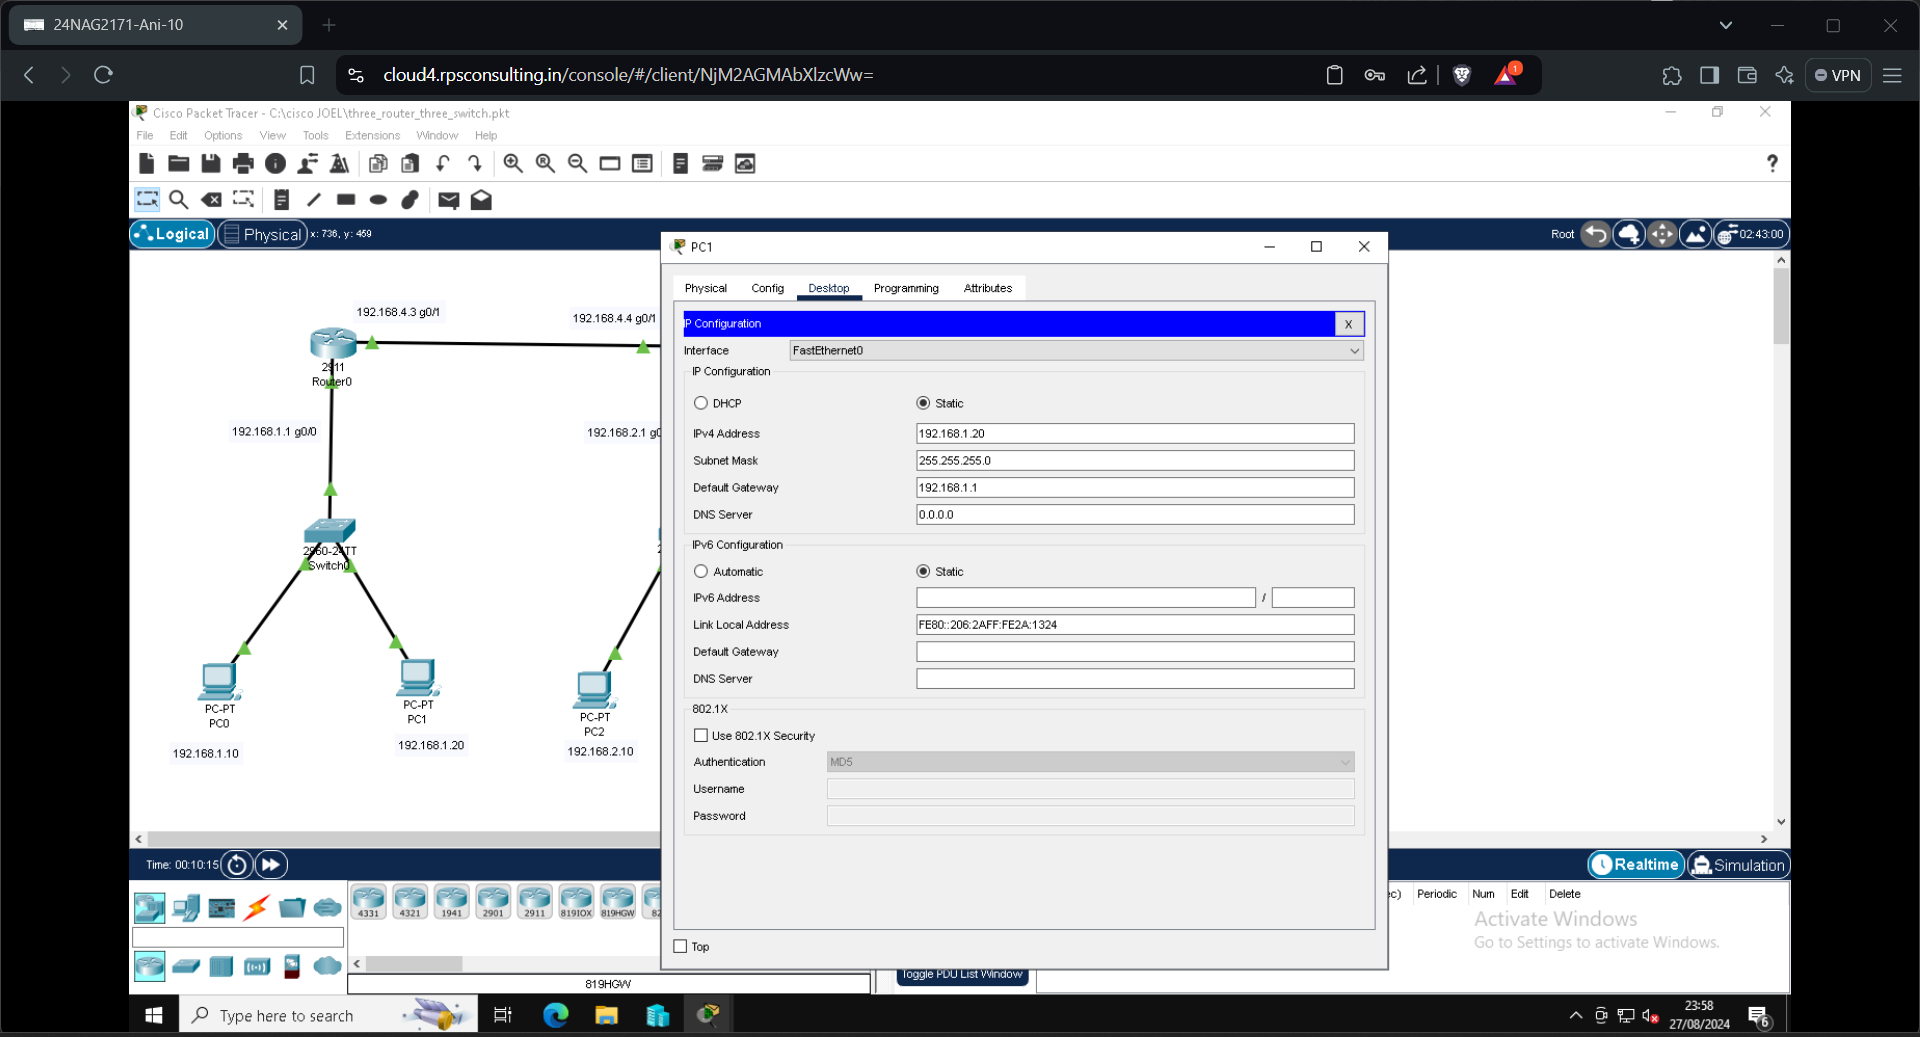 24NAG2171-Ani-10
cloud4.rpsconsulting.in/console/#/client/NjM2AGMAbXlzcWw=
1
VPN
Cisco Packet Tracer - C:\cisco JOEL\three_router_three_switch.pkt
File Edit Options View Tools Extensions Window Help
?
Logical Physical x: 736, y: 459
Root 02:43:00
192.168.4.3 g0/1
192.168.4.4 g0/1
2911
Router0
192.168.1.1 g0/0
192.168.2.1 g0
2960-24TT
Switch0
PC-PT
PC0
192.168.1.10
PC-PT
PC1
192.168.1.20
PC-PT
PC2
192.168.2.10
PC1
Physical Config Desktop Programming Attributes
IP Configuration X
Interface FastEthernet0
IP Configuration
DHCP Static
IPv4 Address 192.168.1.20
Subnet Mask 255.255.255.0
Default Gateway 192.168.1.1
DNS Server 0.0.0.0
IPv6 Configuration
Automatic Static
IPv6 Address /
Link Local Address FE80::206:2AFF:FE2A:1324
Default Gateway
DNS Server
802.1X
Use 802.1X Security
Authentication MD5
Username
Password
Top
Time: 00:10:15
Realtime Simulation
4331 4321 1941 2901 2911 819IOX 819HGW 82
819HGW
ec) Periodic Num Edit Delete
Activate Windows
Go to Settings to activate Windows.
Toggle PDU List Window
Type here to search
23:58
27/08/2024
6